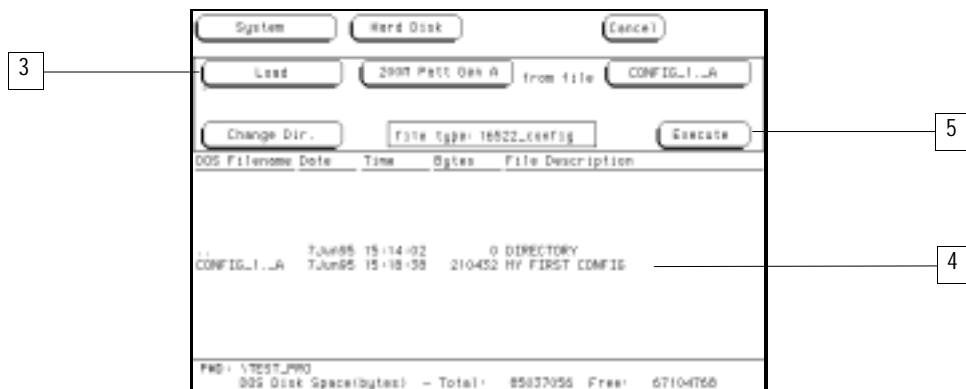 System Hard Disk Cancel
3
Load 200M Patt Gen A from file CONFIG_1._A
Change Dir. file type: 16522_config Execute
5
DOS Filename Date Time Bytes File Description
.. 7Jun95 15:14:02 0 DIRECTORY
CONFIG_1._A 7Jun95 15:18:38 210432 MY FIRST CONFIG
4
PWD: \TEST_PRO
DOS Disk Space(bytes) - Total: 85037056 Free: 67104768